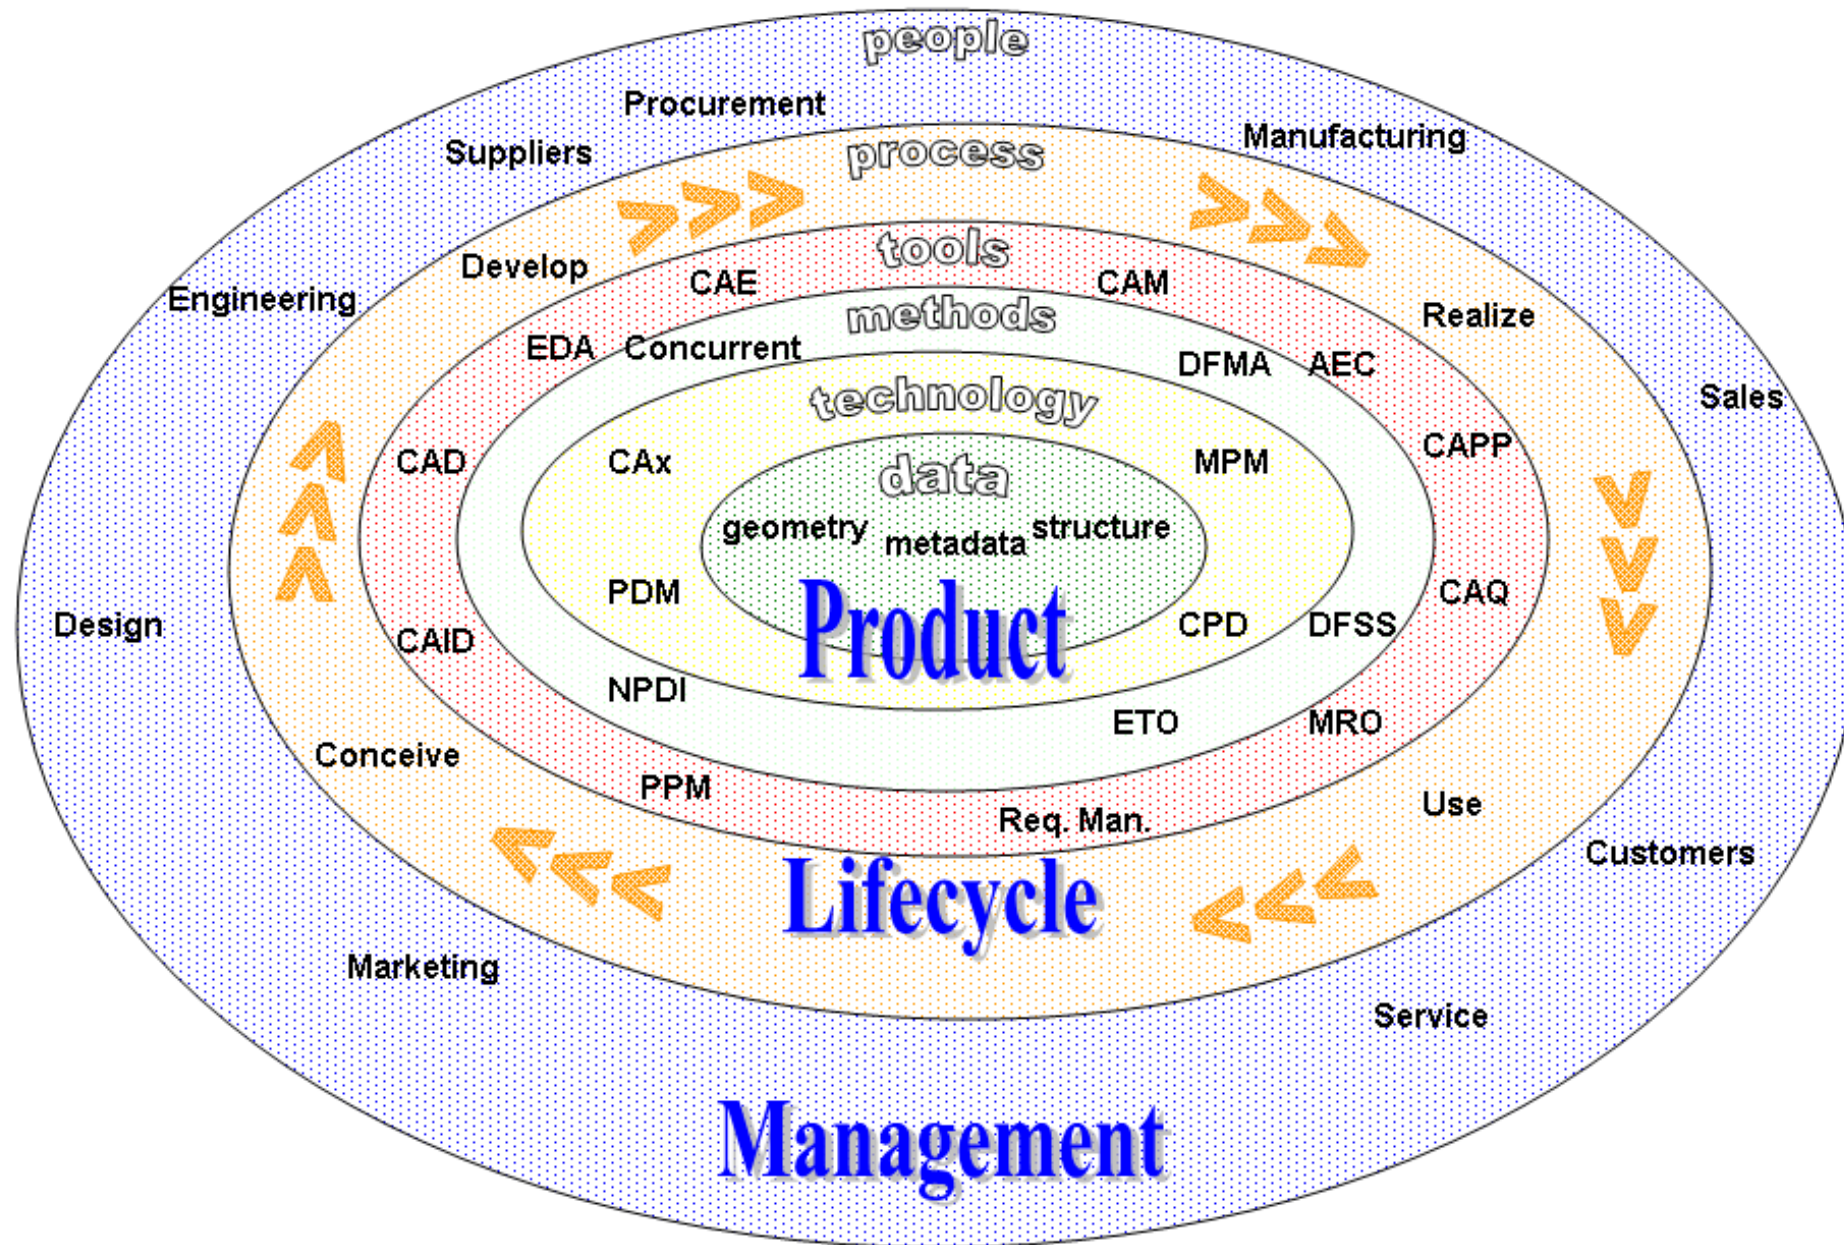 people
Procurement
Manufacturing
Suppliers
process
tools
Develop
CAE
CAM
Engineering
methods
Realize
EDA
Concurrent
DFMA
AEC
technology
Sales
CAD
CAx
data
MPM
CAPP
geometry
metadata
structure
PDM
Product
CPD
DFSS
CAQ
Design
CAID
NPDI
ETO
MRO
Conceive
PPM
Req. Man.
Use
Lifecycle
Customers
Marketing
Service
Management